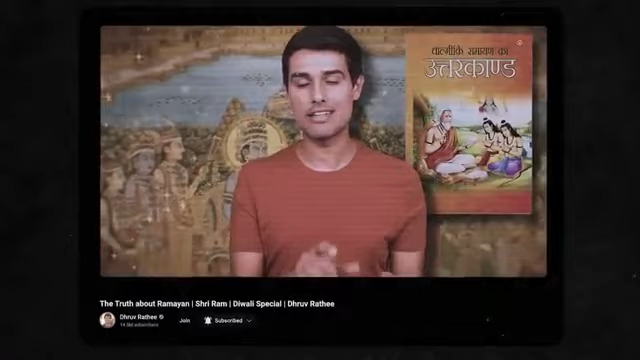 वाल्मीकि रामायण का
उत्तरकाण्ड
The Truth about Ramayan | Shri Ram | Diwali Special | Dhruv Rathee
Dhruv Rathee
Join
Subscribed